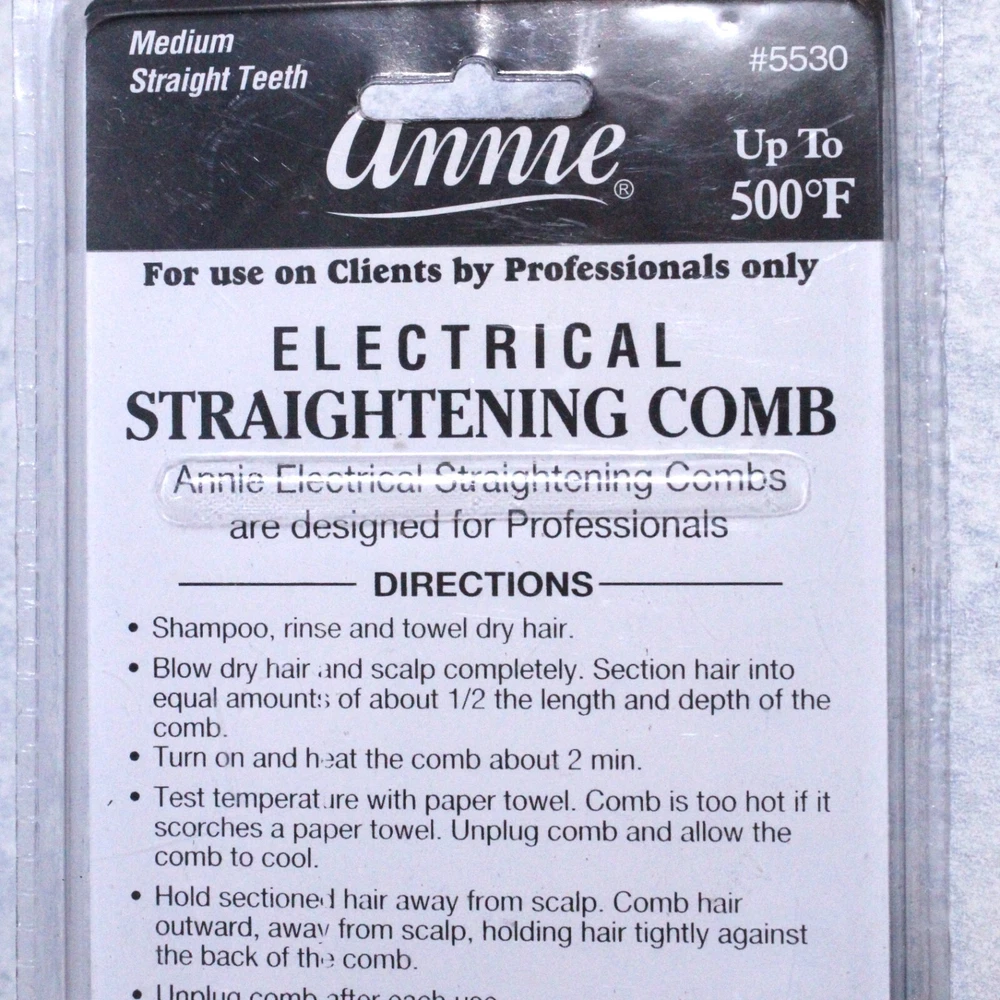 Medium
Straight Teeth
#5530
annie®
Up To
500°F
For use on Clients by Professionals only
ELECTRICAL
STRAIGHTENING COMB
Annie Electrical Straightening Combs
are designed for Professionals
DIRECTIONS
• Shampoo, rinse and towel dry hair.
• Blow dry hair and scalp completely. Section hair into
equal amounts of about 1/2 the length and depth of the
comb.
• Turn on and heat the comb about 2 min.
• Test temperature with paper towel. Comb is too hot if it
scorches a paper towel. Unplug comb and allow the
comb to cool.
• Hold sectioned hair away from scalp. Comb hair
outward, away from scalp, holding hair tightly against
the back of the comb.
• Unplug comb after each use